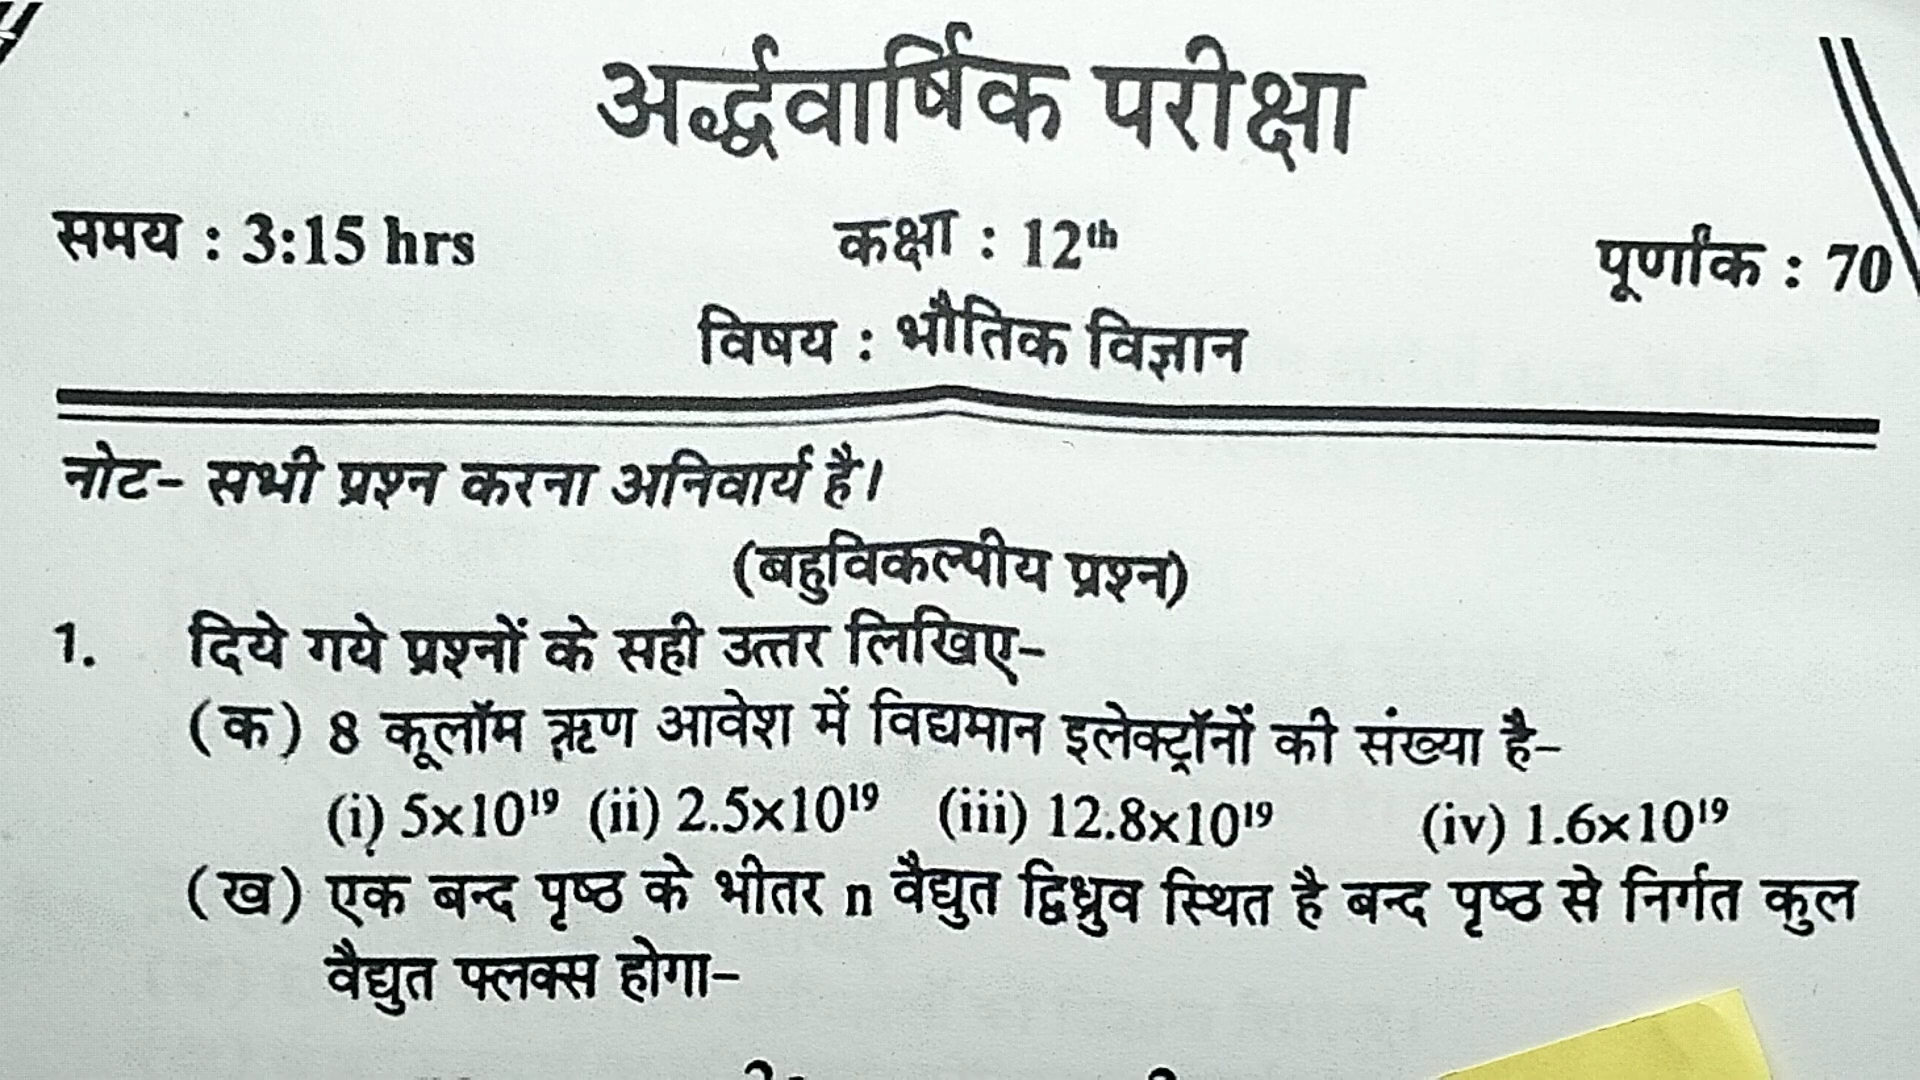 अर्द्धवार्षिक परीक्षा
समय : 3:15 hrs कक्षा : 12ᵗʰ पूर्णांक : 70
विषय : भौतिक विज्ञान
नोट- सभी प्रश्न करना अनिवार्य है।
(बहुविकल्पीय प्रश्न)
1. दिये गये प्रश्नों के सही उत्तर लिखिए-
(क) 8 कूलॉम ऋण आवेश में विद्यमान इलेक्ट्रॉनों की संख्या है-
(i) 5×10¹⁹ (ii) 2.5×10¹⁹ (iii) 12.8×10¹⁹ (iv) 1.6×10¹⁹
(ख) एक बन्द पृष्ठ के भीतर n वैद्युत द्विध्रुव स्थित है बन्द पृष्ठ से निर्गत कुल
वैद्युत फ्लक्स होगा-